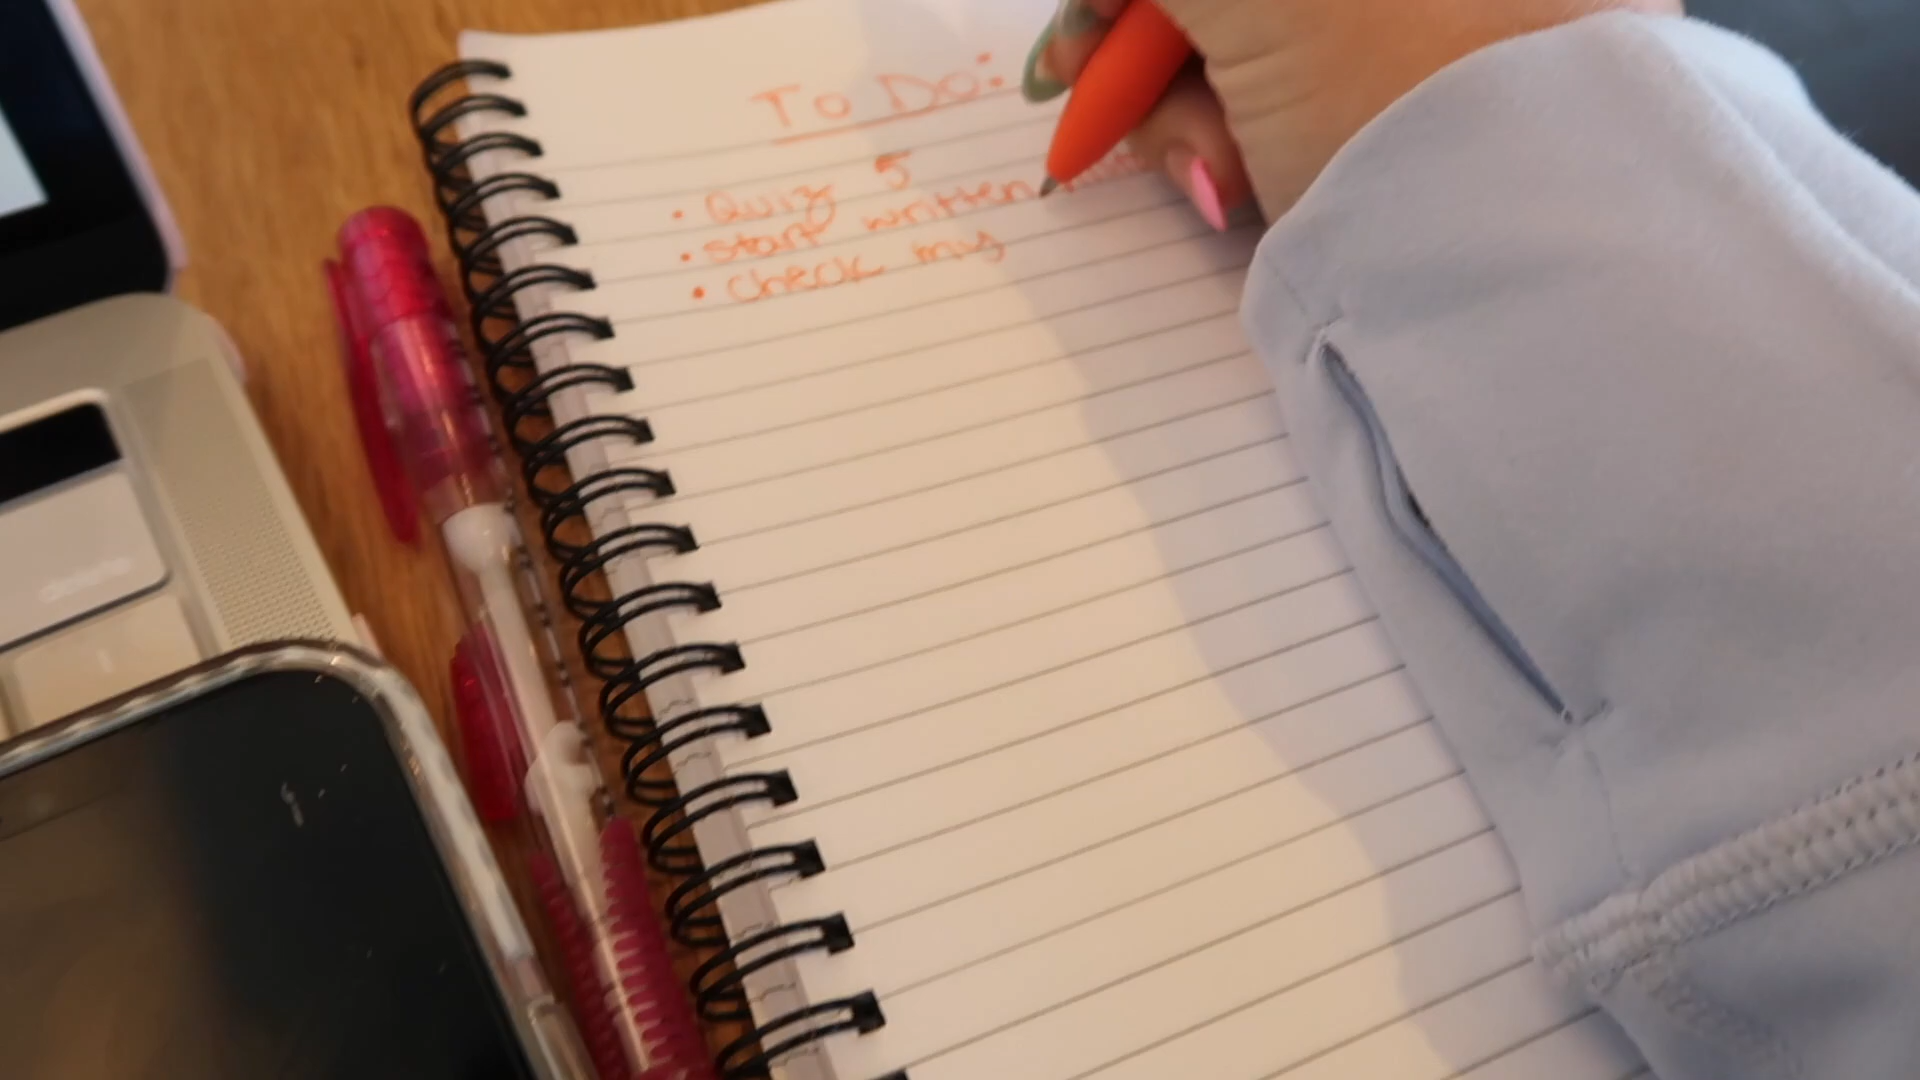 To Do:
• Quiz 5
• start written
• check my